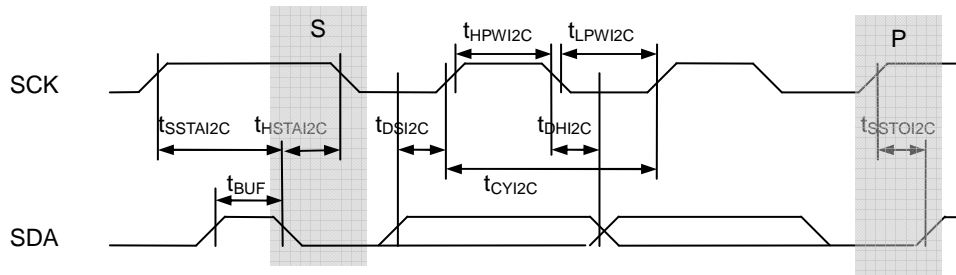 S
P
tHPWI2C
tLPWI2C
SCK
tSSTAI2C
tHSTAI2C
tDSI2C
tDHI2C
tSSTOI2C
tBUF
tCYI2C
SDA